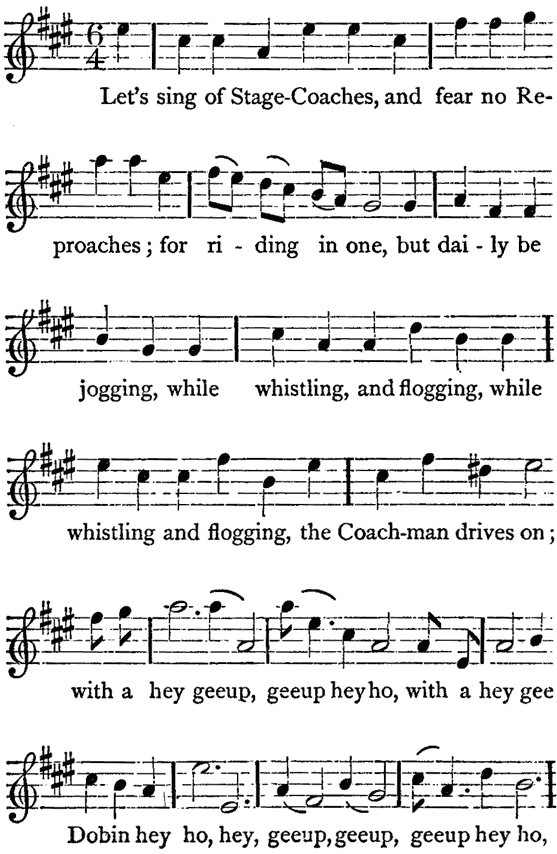 6
4
Let's sing of Stage-Coaches, and fear no Re-
proaches ; for ri - ding in one, but dai - ly be
jogging, while whistling, and flogging, while
whistling and flogging, the Coach-man drives on ;
with a hey geeup, geeup hey ho, with a hey gee
Dobin hey ho, hey, geeup, geeup, geeup hey ho,